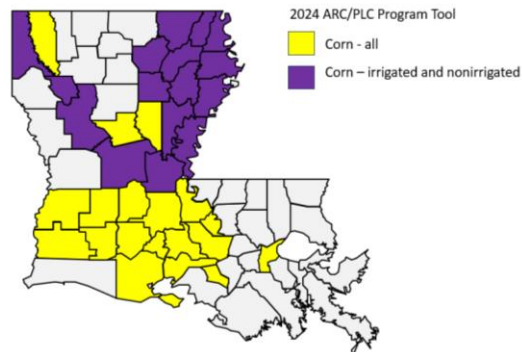 2024 ARC/PLC Program Tool
Corn - all
Corn – irrigated and nonirrigated